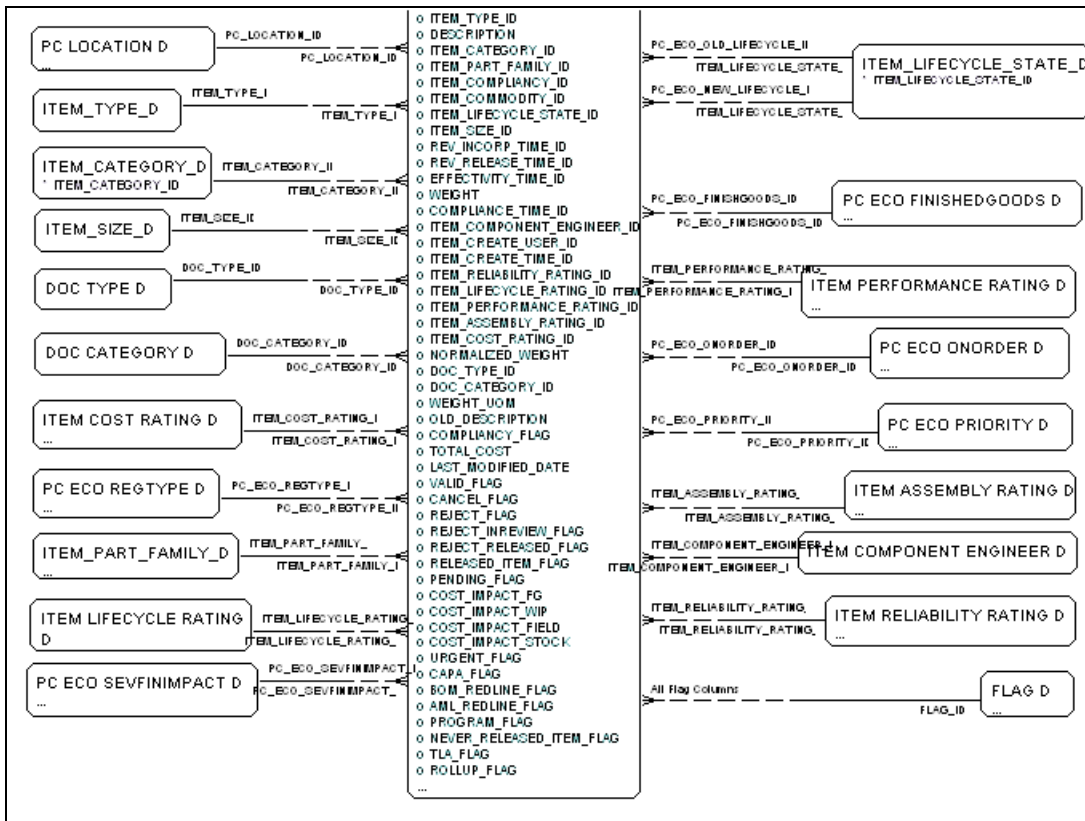 PC LOCATION D
...
PC_LOCATION_ID
PC_LOCATION_ID
ITEM_TYPE_D
ITEM_TYPE_I
ITEM_TYPE_I
ITEM_CATEGORY_D
* ITEM_CATEGORY_ID
ITEM_CATEGORY_II
ITEM_CATEGORY_II
ITEM_SIZE_D
ITEM_SIZE_ID
ITEM_SIZE_ID
DOC TYPE D
DOC_TYPE_ID
DOC_TYPE_ID
DOC CATEGORY D
...
DOC_CATEGORY_ID
DOC_CATEGORY_ID
ITEM COST RATING D
...
ITEM_COST_RATING_I
ITEM_COST_RATING_I
PC ECO REGTYPE D
...
PC_ECO_REGTYPE_I
PC_ECO_REGTYPE_II
ITEM_PART_FAMILY_D
...
ITEM_PART_FAMILY_
ITEM_PART_FAMILY_I
ITEM LIFECYCLE RATING
D
ITEM_LIFECYCLE_RATING
ITEM_LIFECYCLE_RATING_
PC ECO SEVFINIMPACT D
...
PC_ECO_SEVFINIMPACT_I
PC_ECO_SEVFINIMPACT_
o ITEM_TYPE_ID
o DESCRIPTION
o ITEM_CATEGORY_ID
o ITEM_PART_FAMILY_ID
o ITEM_COMPLIANCY_ID
o ITEM_COMMODITY_ID
o ITEM_LIFECYCLE_STATE_ID
o ITEM_SIZE_ID
o REV_INCORP_TIME_ID
o REV_RELEASE_TIME_ID
o EFFECTIVITY_TIME_ID
o WEIGHT
o COMPLIANCE_TIME_ID
o ITEM_COMPONENT_ENGINEER_ID
o ITEM_CREATE_USER_ID
o ITEM_CREATE_TIME_ID
o ITEM_RELIABILITY_RATING_ID
o ITEM_LIFECYCLE_RATING_ID
o ITEM_PERFORMANCE_RATING_ID
o ITEM_ASSEMBLY_RATING_ID
o ITEM_COST_RATING_ID
o NORMALIZED_WEIGHT
o DOC_TYPE_ID
o DOC_CATEGORY_ID
o WEIGHT_UOM
o OLD_DESCRIPTION
o COMPLIANCY_FLAG
o TOTAL_COST
o LAST_MODIFIED_DATE
o VALID_FLAG
o CANCEL_FLAG
o REJECT_FLAG
o REJECT_INREVIEW_FLAG
o REJECT_RELEASED_FLAG
o RELEASED_ITEM_FLAG
o PENDING_FLAG
o COST_IMPACT_FG
o COST_IMPACT_WIP
o COST_IMPACT_FIELD
o COST_IMPACT_STOCK
o URGENT_FLAG
o CAPA_FLAG
o BOM_REDLINE_FLAG
o AML_REDLINE_FLAG
o PROGRAM_FLAG
o NEVER_RELEASED_ITEM_FLAG
o TLA_FLAG
o ROLLUP_FLAG
...
PC_ECO_OLD_LIFECYCLE_II
ITEM_LIFECYCLE_STATE_
PC_ECO_NEW_LIFECYCLE_I
ITEM_LIFECYCLE_STATE_
ITEM_LIFECYCLE_STATE_D
* ITEM_LIFECYCLE_STATE_ID
PC_ECO_FINISHGOODS_ID
PC_ECO_FINISHGOODS_ID
PC ECO FINISHEDGOODS D
...
ITEM_PERFORMANCE_RATING_
ITEM_PERFORMANCE_RATING_I
ITEM PERFORMANCE RATING D
...
PC_ECO_ONORDER_ID
PC_ECO_ONORDER_ID
PC ECO ONORDER D
...
PC_ECO_PRIORITY_II
PC_ECO_PRIORITY_ID
PC ECO PRIORITY D
...
ITEM_ASSEMBLY_RATING_
ITEM_ASSEMBLY_RATING_
ITEM ASSEMBLY RATING D
...
ITEM_COMPONENT_ENGINEER_I
ITEM_COMPONENT_ENGINEER_I
ITEM COMPONENT ENGINEER D
ITEM_RELIABILITY_RATING_
ITEM_RELIABILITY_RATING_
ITEM RELIABILITY RATING D
...
All Flag Columns
FLAG_ID
FLAG D
...